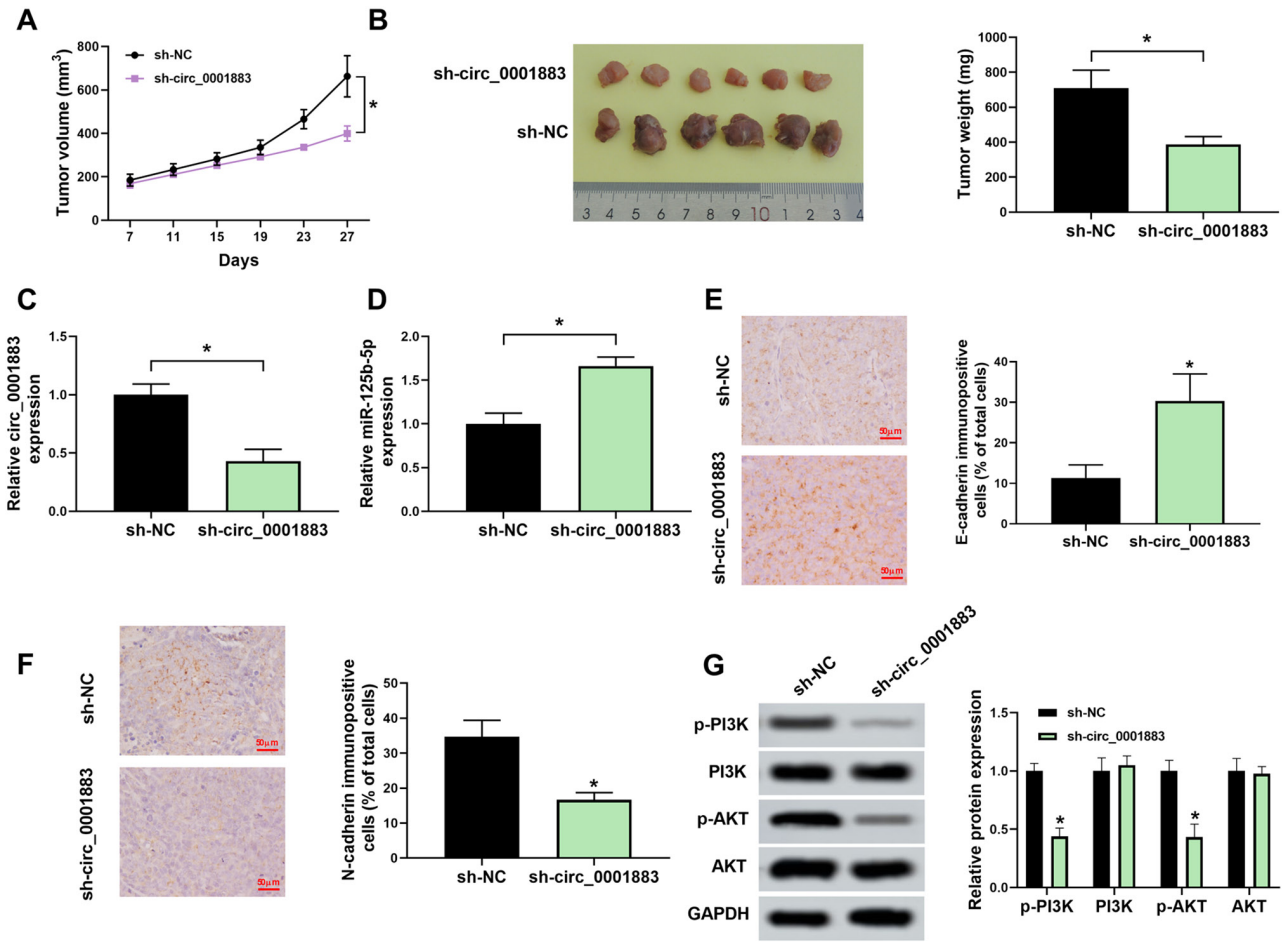 A
Tumor volume (mm³)
800
600
400
200
0
sh-NC
sh-circ_0001883
*
7 11 15 19 23 27
Days
B
sh-circ_0001883
sh-NC
3 4 5 6 7 8 9 10 1 2 3 4
Tumor weight (mg)
1000
800
600
400
200
0
*
sh-NC sh-circ_0001883
C
Relative circ_0001883
expression
1.5
1.0
0.5
0.0
*
sh-NC sh-circ_0001883
D
Relative miR-125b-5p
expression
2.0
1.5
1.0
0.5
0.0
*
sh-NC sh-circ_0001883
E
sh-NC
50μm
sh-circ_0001883
50μm
E-cadherin immunopositive
cells (% of total cells)
40
30
20
10
0
*
sh-NC sh-circ_0001883
F
sh-NC
50μm
sh-circ_0001883
50μm
N-cadherin immunopositive
cells (% of total cells)
50
40
30
20
10
0
*
sh-NC sh-circ_0001883
G
sh-NC sh-circ_0001883
p-PI3K
PI3K
p-AKT
AKT
GAPDH
Relative protein expression
1.5
1.0
0.5
0.0
sh-NC
sh-circ_0001883
* *
p-PI3K PI3K p-AKT AKT